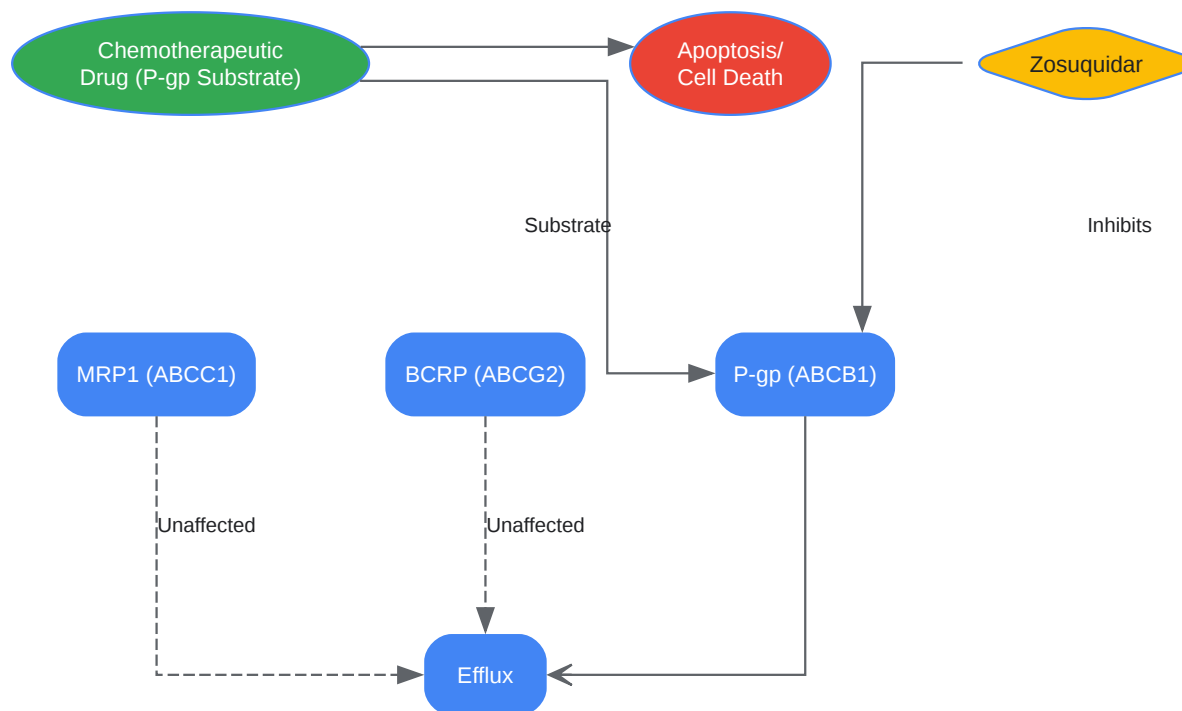 Chemotherapeutic
Drug (P-gp Substrate)
Apoptosis/
Cell Death
Zosuquidar
Substrate
Inhibits
MRP1 (ABCC1)
BCRP (ABCG2)
P-gp (ABCB1)
Unaffected
Unaffected
Efflux